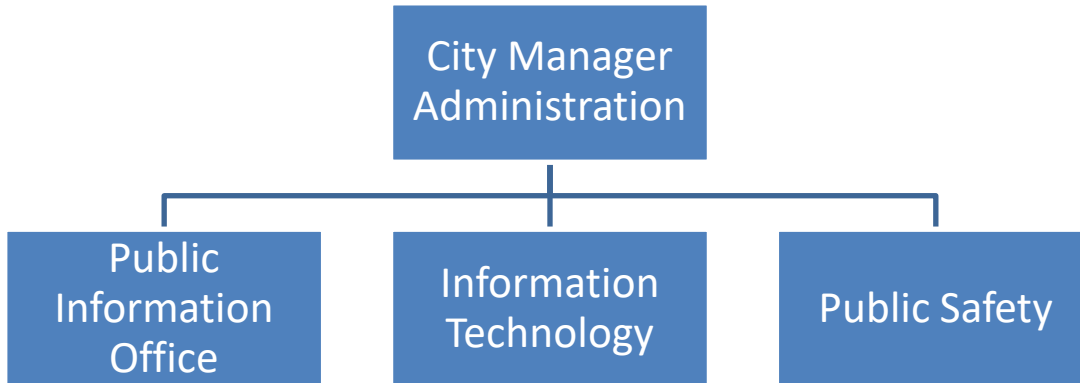 City Manager
Administration
Public
Information
Office
Information
Technology
Public Safety